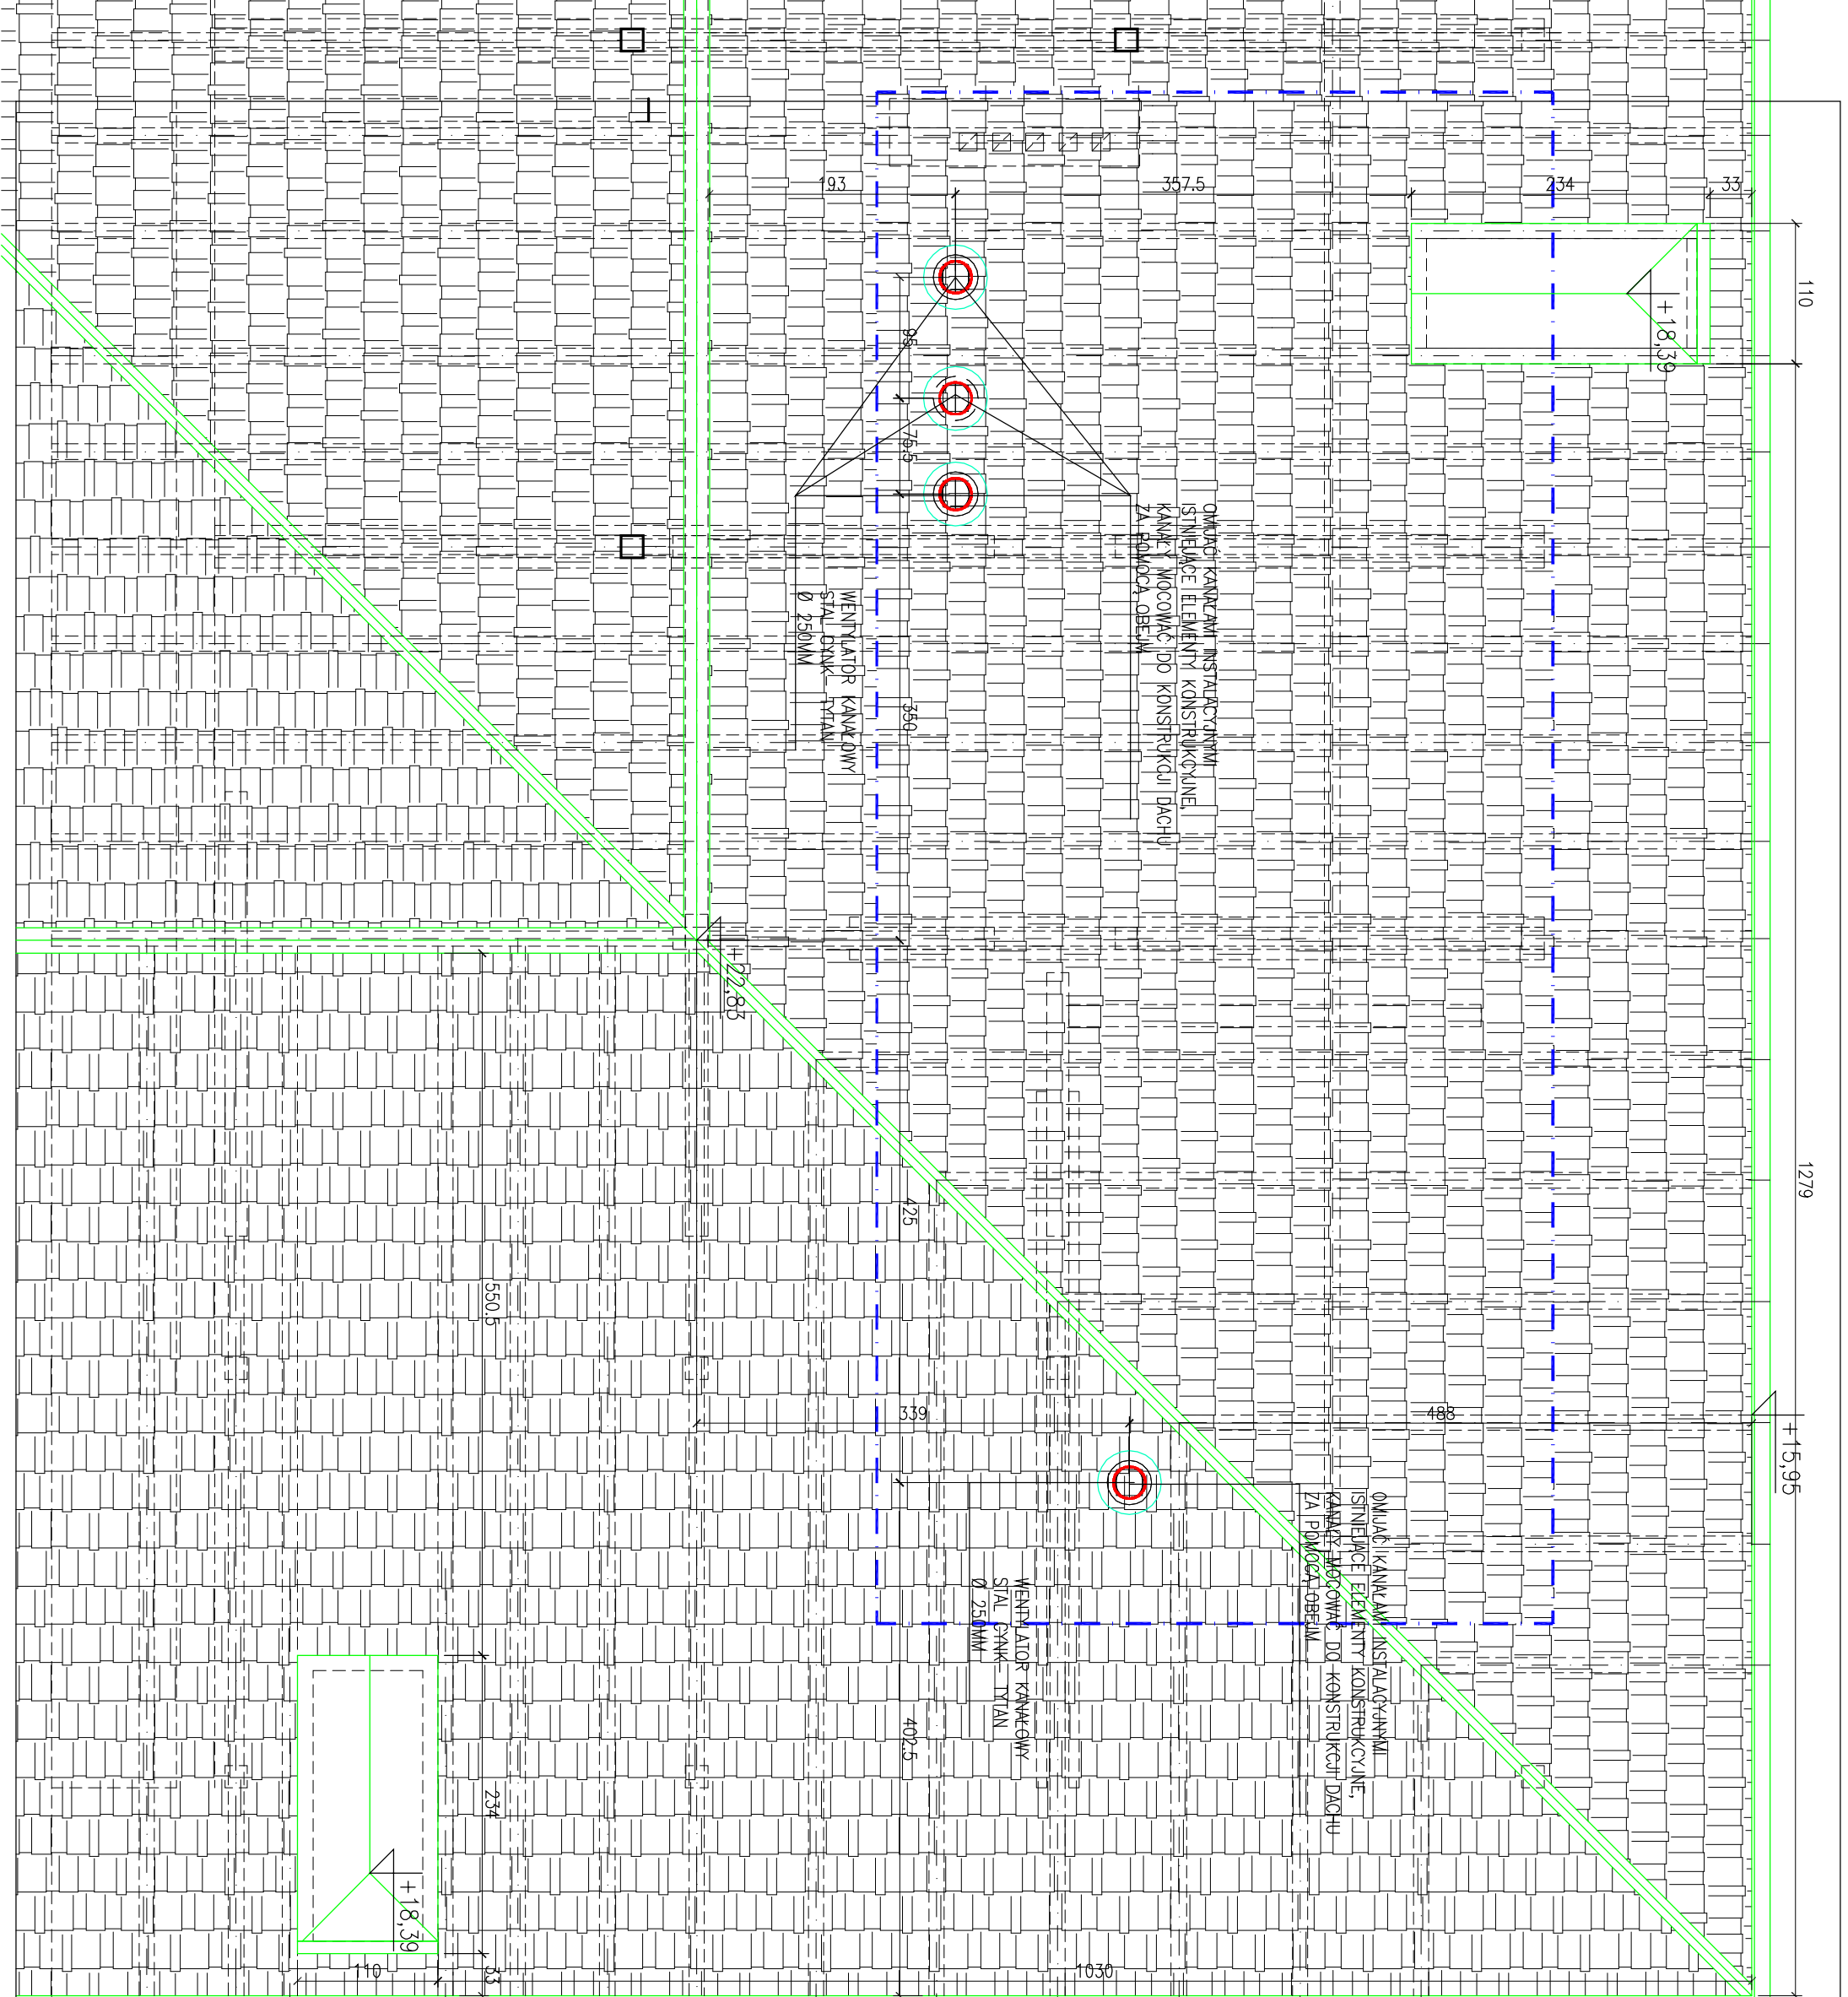 193
357.5
234
33
110
+18,39
95
75.5
OMIJAĆ KANAŁAMI INSTALACYJNYMI
ISTNIEJĄCE ELEMENTY KONSTRUKCYJNE,
KANAŁY MOCOWAĆ DO KONSTRUKCJI DACHU
ZA POMOCĄ OBEJM
WENTYLATOR KANAŁOWY
STAL CYNK- TYTAN
Ø 250MM
350
+22,83
1279
425
550.5
339
488
+15,95
OMIJAĆ KANAŁAMI INSTALACYJNYMI
ISTNIEJĄCE ELEMENTY KONSTRUKCYJNE,
KANAŁY MOCOWAĆ DO KONSTRUKCJI DACHU
ZA POMOCĄ OBEJM
WENTYLATOR KANAŁOWY
STAL CYNK- TYTAN
Ø 250MM
402.5
234
+18,39
110
33
1030